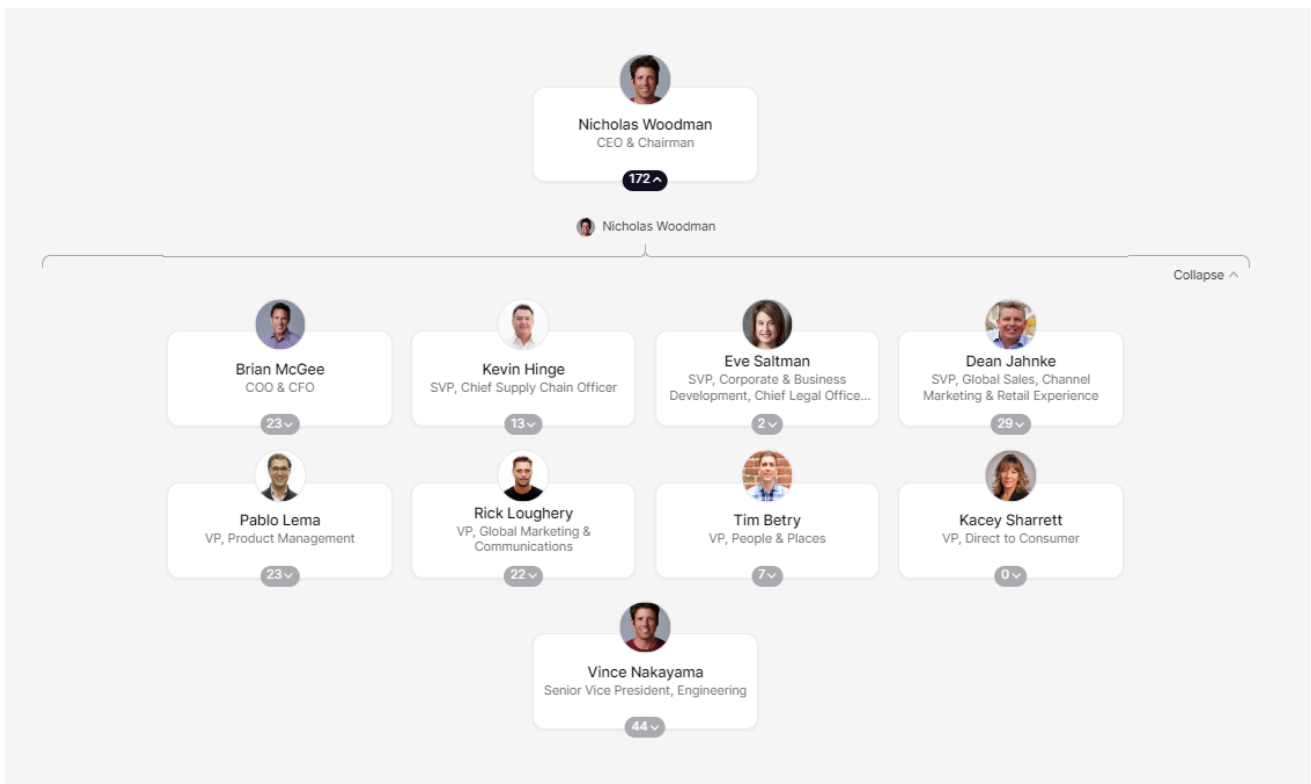 Nicholas Woodman
CEO & Chairman
172
Nicholas Woodman
Collapse
Brian McGee
COO & CFO
23
Kevin Hinge
SVP, Chief Supply Chain Officer
13
Eve Saltman
SVP, Corporate & Business
Development, Chief Legal Office...
2
Dean Jahnke
SVP, Global Sales, Channel
Marketing & Retail Experience
29
Pablo Lema
VP, Product Management
23
Rick Loughery
VP, Global Marketing &
Communications
22
Tim Betry
VP, People & Places
7
Kacey Sharrett
VP, Direct to Consumer
0
Vince Nakayama
Senior Vice President, Engineering
44